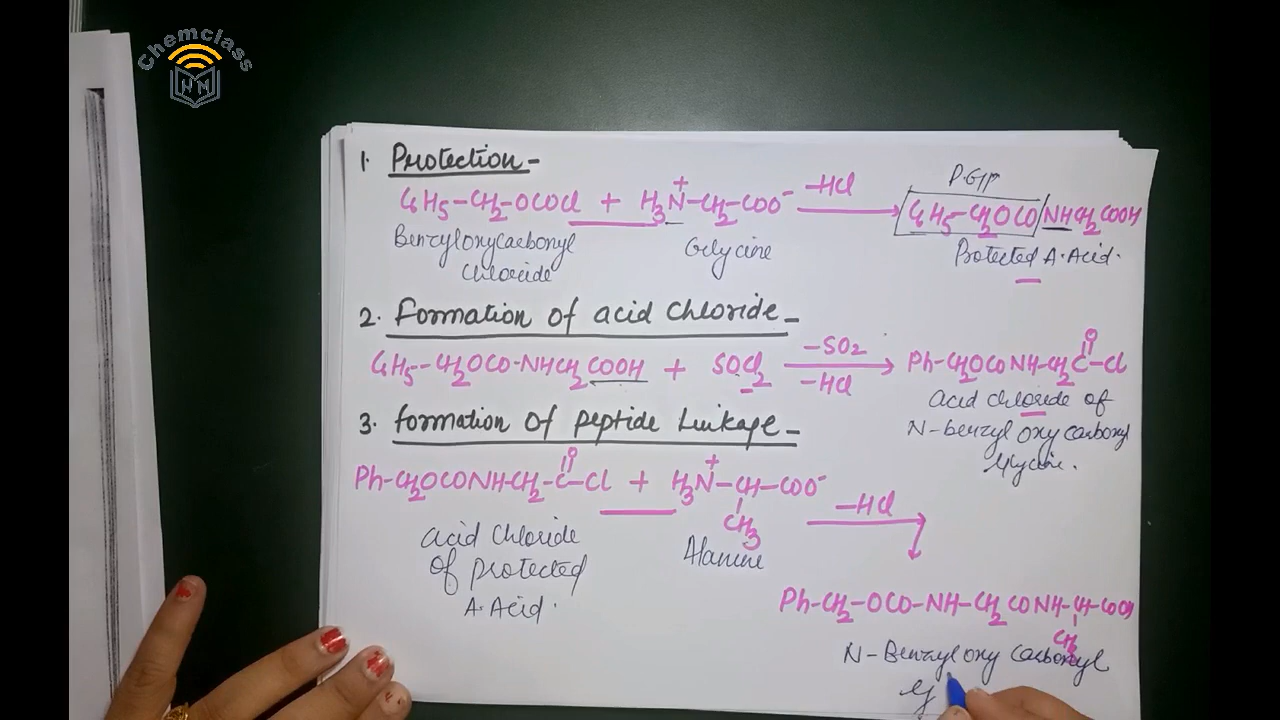 Chemclass
HM
1. Protection-
P.Grp
C6H5-CH2-OCOCl + H3N+-CH2-COO- -HCl C6H5-CH2OCO NHCH2COOH
Benzyloxycarbonyl Glycine Protected A.Acid.
Chloride
2. Formation of acid Chloride-
C6H5-CH2OCO-NHCH2COOH + SOCl2 -SO2 -HCl Ph-CH2OCONH-CH2-C(=O)-Cl
acid chloride of
N-benzyl oxy carbonyl
Glycine.
3. formation of peptide Linkage-
Ph-CH2OCONH-CH2-C(=O)-Cl + H3N+-CH-COO- -HCl
CH3
acid Chloride Alanine
of protected
A.Acid.
Ph-CH2-OCO-NH-CH2CONH-CH-COOH
CH3
N-Benzyl oxy Carbonyl